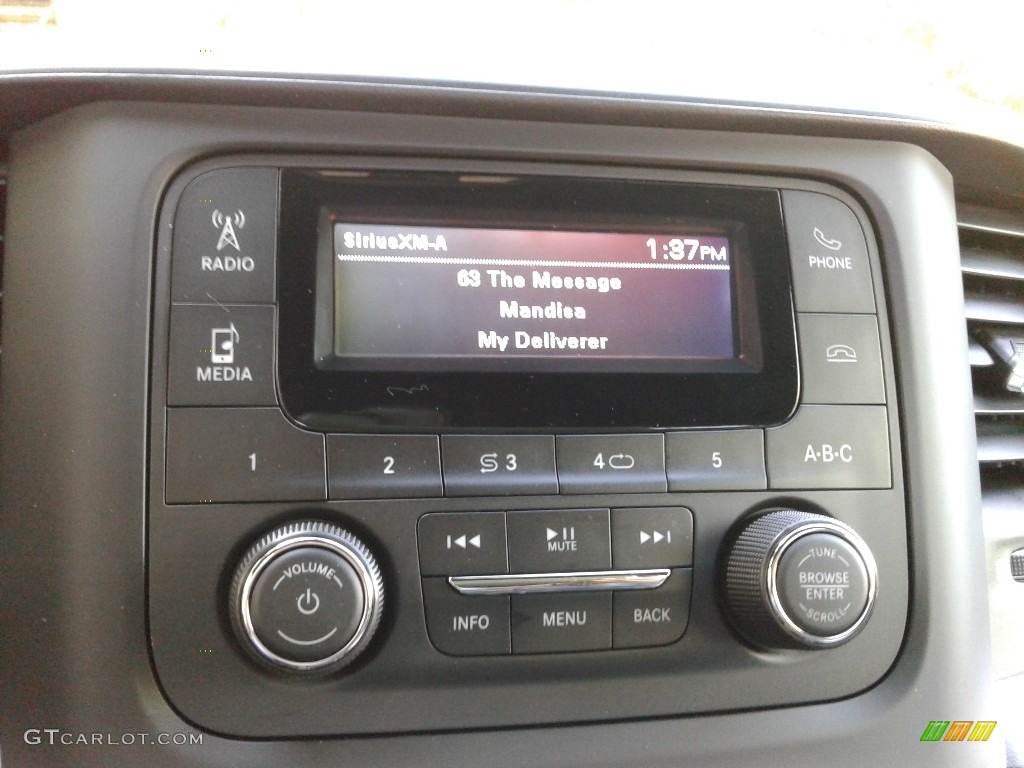 RADIO
MEDIA
SiriusXM-A 1:37PM
63 The Message
Mandisa
My Deliverer
PHONE
1 2 3 4 5 A·B·C
VOLUME
MUTE
INFO MENU BACK
TUNE
BROWSE
ENTER
SCROLL
GTCARLOT.COM